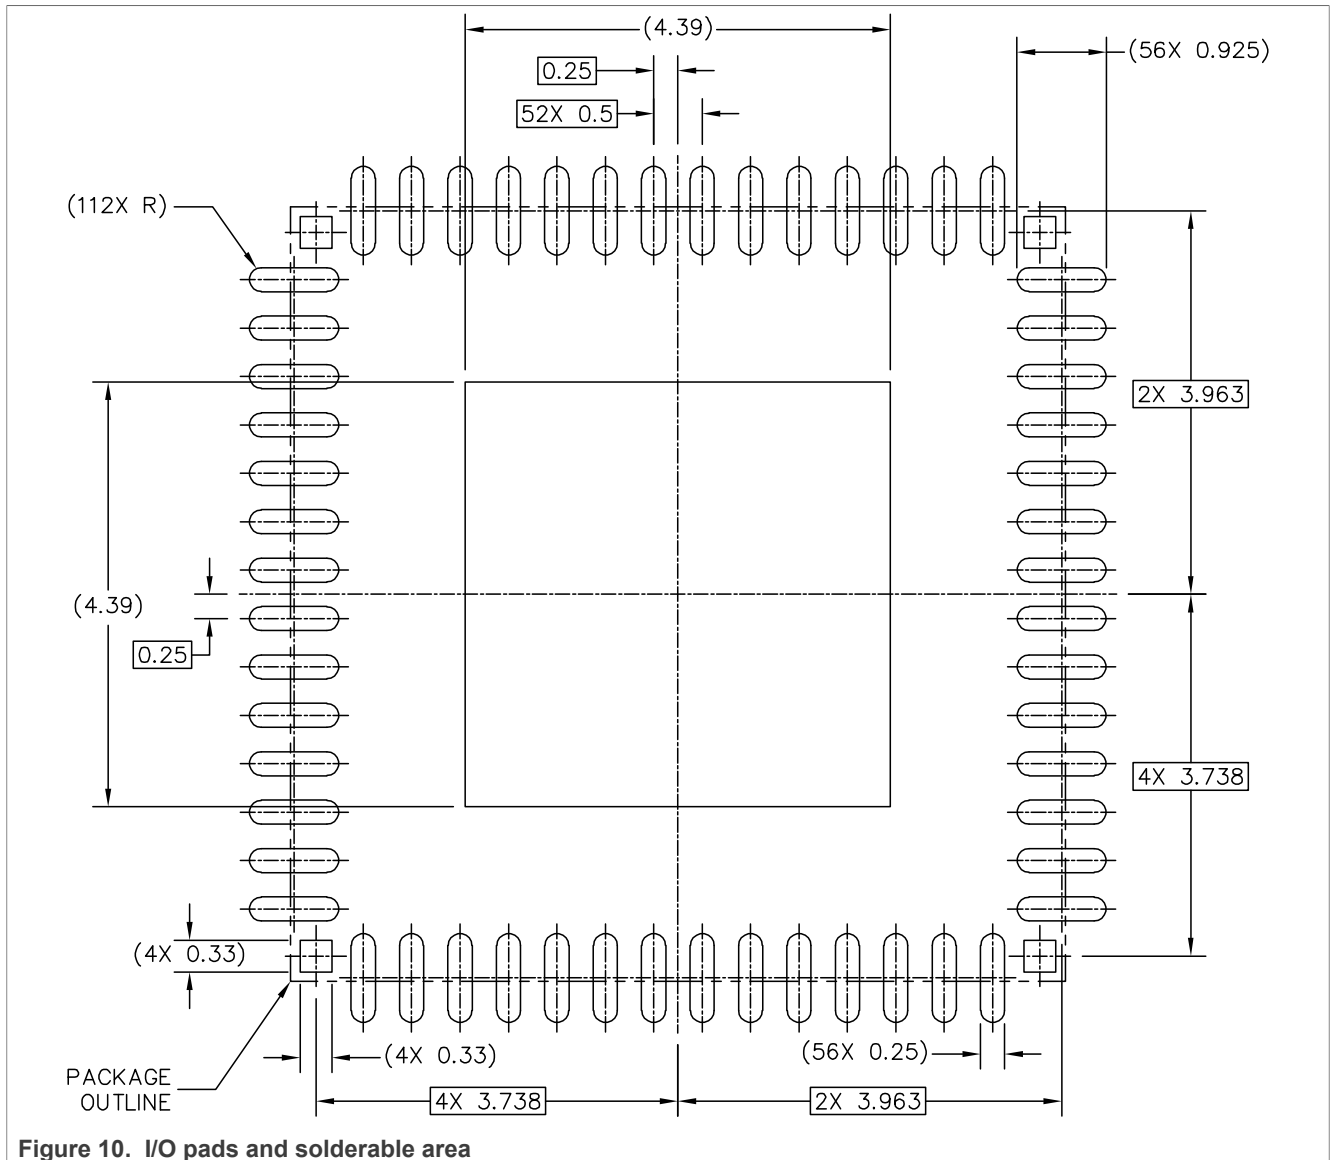 (4.39)
(56X 0.925)
0.25
52X 0.5
(112X R)
2X 3.963
(4.39)
0.25
4X 3.738
(4X 0.33)
(4X 0.33)
(56X 0.25)
PACKAGE
OUTLINE
4X 3.738
2X 3.963
Figure 10. I/O pads and solderable area